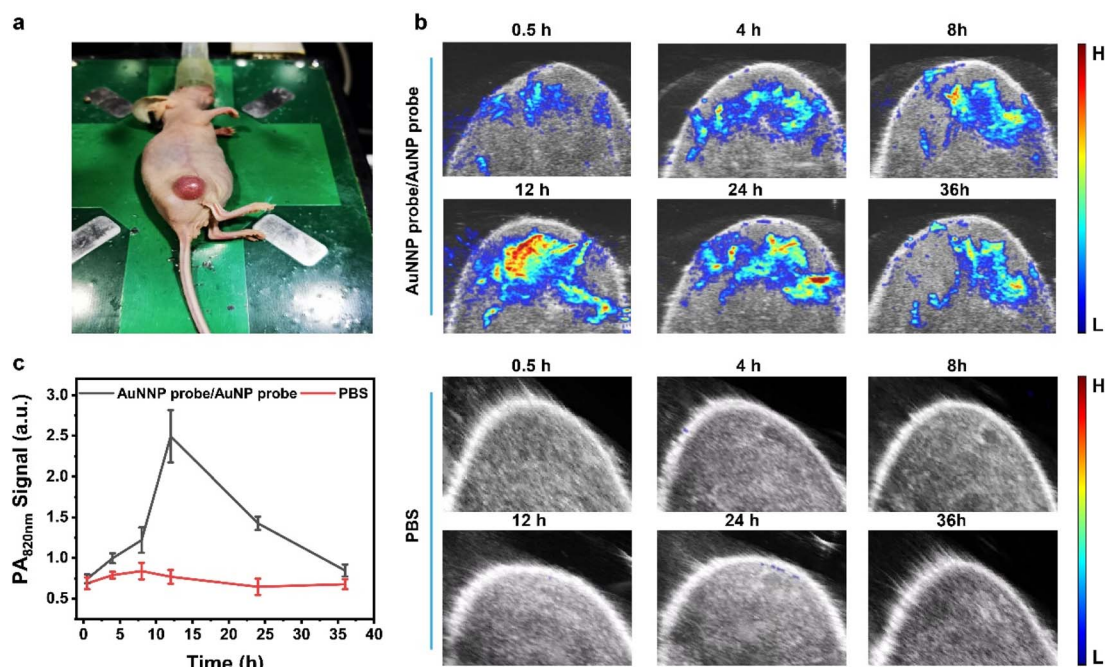 a
b
0.5 h
4 h
8h
H
AuNNP probe/AuNP probe
12 h
24 h
36h
L
c
AuNNP probe/AuNP probe
PBS
3.0
2.5
2.0
1.5
1.0
0.5
PA820nm Signal (a.u.)
0
5
10
15
20
25
30
35
40
Time (h)
0.5 h
4 h
8h
H
PBS
12 h
24 h
36h
L